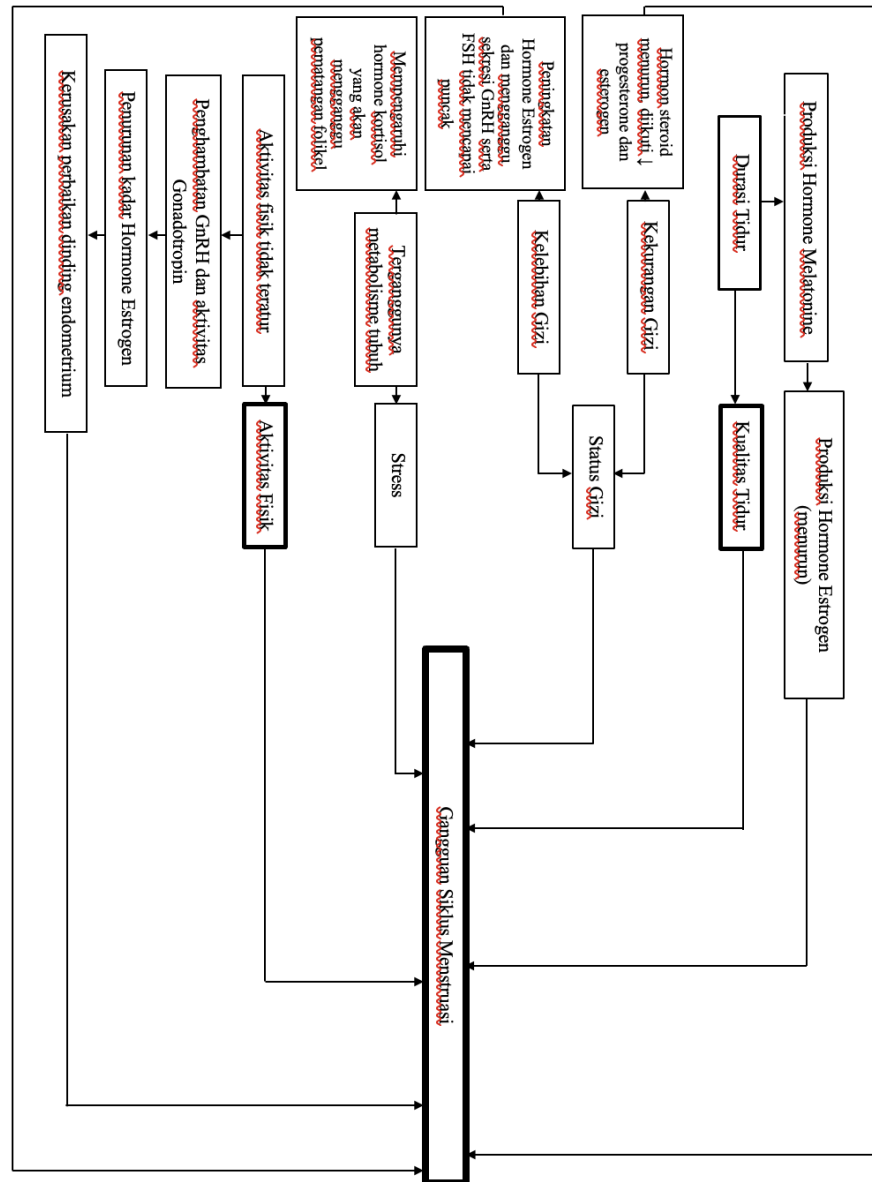 Produksi Hormone Melatonine
Produksi Hormone Estrogen
(menurun)
Durasi Tidur
Kualitas Tidur
Hormon steroid
menurun, diikuti ↓
progesterone dan
esterogen
Kekurangan Gizi
Status Gizi
Peningkatan
Hormone Estrogen
dan mengganggu
sekresi GnRH serta
FSH tidak mencapai
puncak
Kelebihan Gizi
Gangguan Siklus Menstruasi
Mempengaruhi
hormone kortisol
yang akan
mengganggu
pematangan folikel
Terganggunya
metabolisme tubuh
Stress
Aktivitas fisik tidak teratur
Aktivitas Fisik
Penghambatan GnRH dan aktivitas
Gonadotropin
Penurunan kadar Hormone Estrogen
Kerusakan perbaikan dinding endometrium